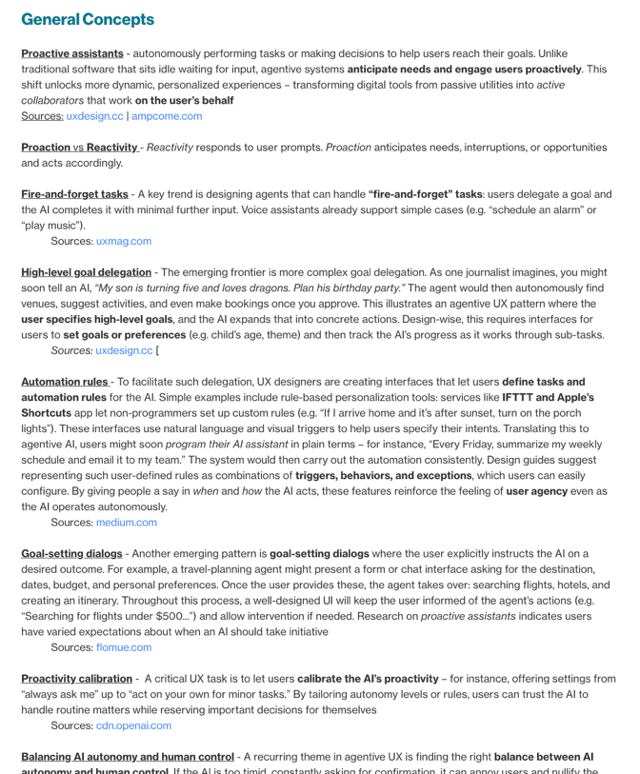 General Concepts
Proactive assistants - autonomously performing tasks or making decisions to help users reach their goals. Unlike
traditional software that sits idle waiting for input, agentive systems anticipate needs and engage users proactively. This
shift unlocks more dynamic, personalized experiences – transforming digital tools from passive utilities into active
collaborators that work on the user's behalf
Sources: uxdesign.cc | ampcome.com
Proaction vs Reactivity - Reactivity responds to user prompts. Proaction anticipates needs, interruptions, or opportunities
and acts accordingly.
Fire-and-forget tasks - A key trend is designing agents that can handle “fire-and-forget” tasks: users delegate a goal and
the AI completes it with minimal further input. Voice assistants already support simple cases (e.g. “schedule an alarm” or
“play music”).
Sources: uxmag.com
High-level goal delegation - The emerging frontier is more complex goal delegation. As one journalist imagines, you might
soon tell an AI, “My son is turning five and loves dragons. Plan his birthday party.” The agent would then autonomously find
venues, suggest activities, and even make bookings once you approve. This illustrates an agentive UX pattern where the
user specifies high-level goals, and the AI expands that into concrete actions. Design-wise, this requires interfaces for
users to set goals or preferences (e.g. child's age, theme) and then track the AI's progress as it works through sub-tasks.
Sources: uxdesign.cc [
Automation rules - To facilitate such delegation, UX designers are creating interfaces that let users define tasks and
automation rules for the AI. Simple examples include rule-based personalization tools: services like IFTTT and Apple's
Shortcuts app let non-programmers set up custom rules (e.g. “If I arrive home and it's after sunset, turn on the porch
lights”). These interfaces use natural language and visual triggers to help users specify their intents. Translating this to
agentive AI, users might soon program their AI assistant in plain terms – for instance, “Every Friday, summarize my weekly
schedule and email it to my team.” The system would then carry out the automation consistently. Design guides suggest
representing such user-defined rules as combinations of triggers, behaviors, and exceptions, which users can easily
configure. By giving people a say in when and how the AI acts, these features reinforce the feeling of user agency even as
the AI operates autonomously.
Sources: medium.com
Goal-setting dialogs - Another emerging pattern is goal-setting dialogs where the user explicitly instructs the AI on a
desired outcome. For example, a travel-planning agent might present a form or chat interface asking for the destination,
dates, budget, and personal preferences. Once the user provides these, the agent takes over: searching flights, hotels, and
creating an itinerary. Throughout this process, a well-designed UI will keep the user informed of the agent's actions (e.g.
“Searching for flights under $500...”) and allow intervention if needed. Research on proactive assistants indicates users
have varied expectations about when an AI should take initiative
Sources: flomue.com
Proactivity calibration - A critical UX task is to let users calibrate the AI's proactivity – for instance, offering settings from
“always ask me” up to “act on your own for minor tasks.” By tailoring autonomy levels or rules, users can trust the AI to
handle routine matters while reserving important decisions for themselves
Sources: cdn.openai.com
Balancing AI autonomy and human control - A recurring theme in agentive UX is finding the right balance between AI
autonomy and human control. If the AI is too timid, constantly asking for confirmation, it can annoy users and nullify the